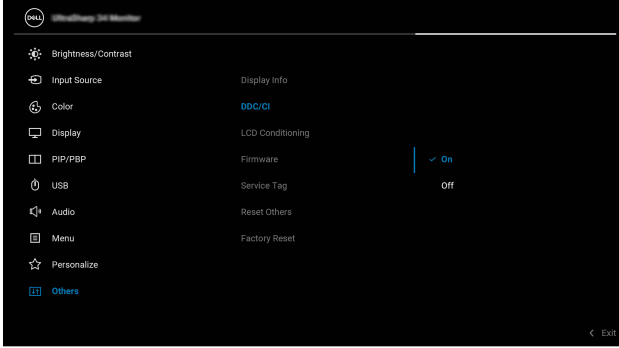 DELL
Brightness/Contrast
Input Source
Display Info
Color
DDC/CI
Display
LCD Conditioning
PIP/PBP
Firmware
On
USB
Service Tag
Off
Audio
Reset Others
Menu
Factory Reset
Personalize
Others
Exit